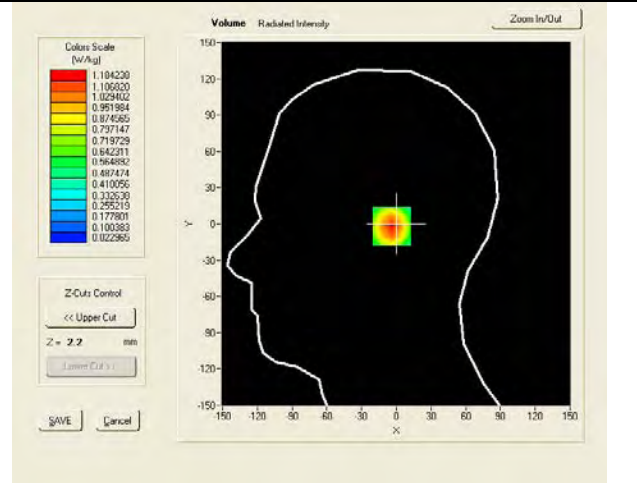 Volume Radiated Intensity
Zoom In/Out
Colors Scale
(W/kg)
1.184238
1.106820
1.029402
0.951984
0.874565
0.797147
0.719729
0.642311
0.564892
0.487474
0.410056
0.332638
0.255219
0.177801
0.100383
0.022965
Z-Cuts Control
<< Upper Cut
Z = 2.2 mm
Lower Cut >>
SAVE Cancel
150
120
90
60
30
0
-30
-60
-90
-120
-150
Y
-150 -120 -90 -60 -30 0 30 60 90 120 150
X